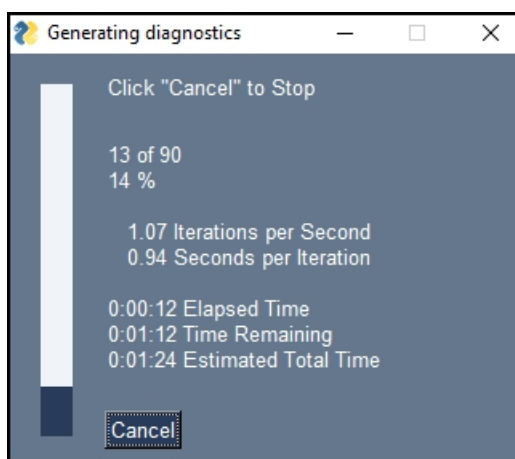 Generating diagnostics
Click "Cancel" to Stop
13 of 90
14 %
1.07 Iterations per Second
0.94 Seconds per Iteration
0:00:12 Elapsed Time
0:01:12 Time Remaining
0:01:24 Estimated Total Time
Cancel